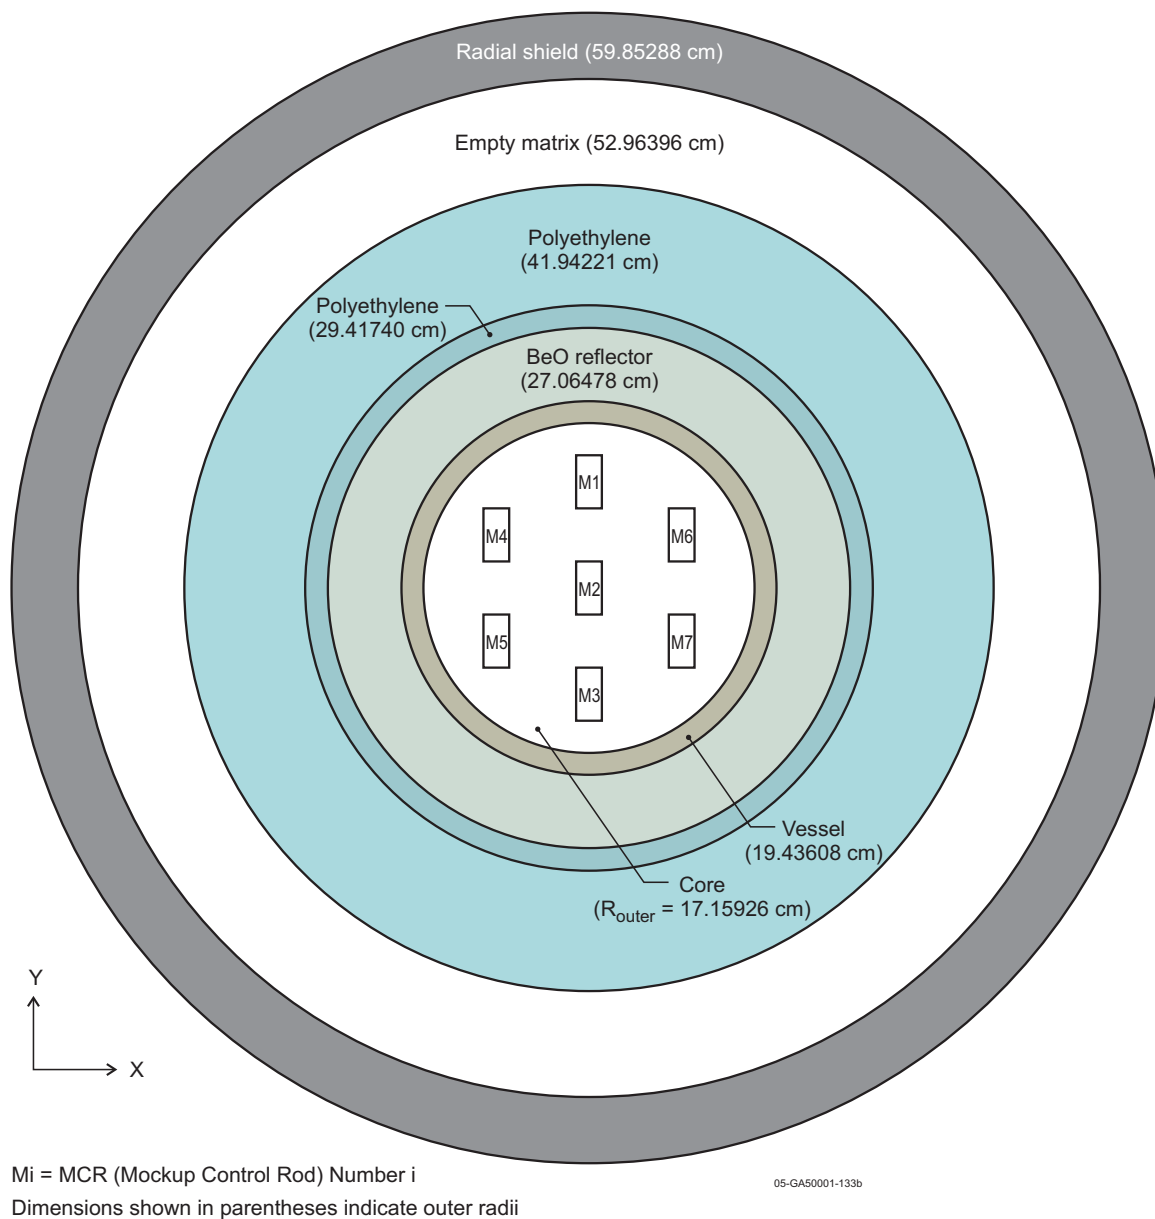 Radial shield (59.85288 cm)
Empty matrix (52.96396 cm)
Polyethylene
(41.94221 cm)
Polyethylene
(29.41740 cm)
BeO reflector
(27.06478 cm)
M1
M4
M6
M2
M5
M7
M3
Vessel
(19.43608 cm)
Core
(Router = 17.15926 cm)
Y
X
Mi = MCR (Mockup Control Rod) Number i
05-GA50001-133b
Dimensions shown in parentheses indicate outer radii